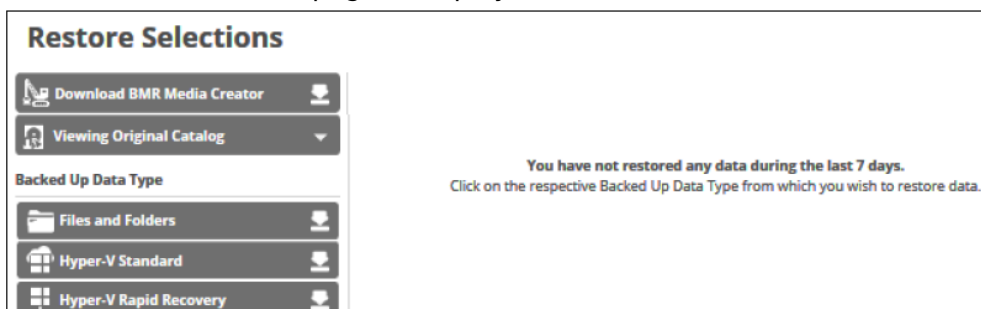 Restore Selections
Download BMR Media Creator
Viewing Original Catalog
Backed Up Data Type
Files and Folders
Hyper-V Standard
Hyper-V Rapid Recovery
You have not restored any data during the last 7 days.
Click on the respective Backed Up Data Type from which you wish to restore data.